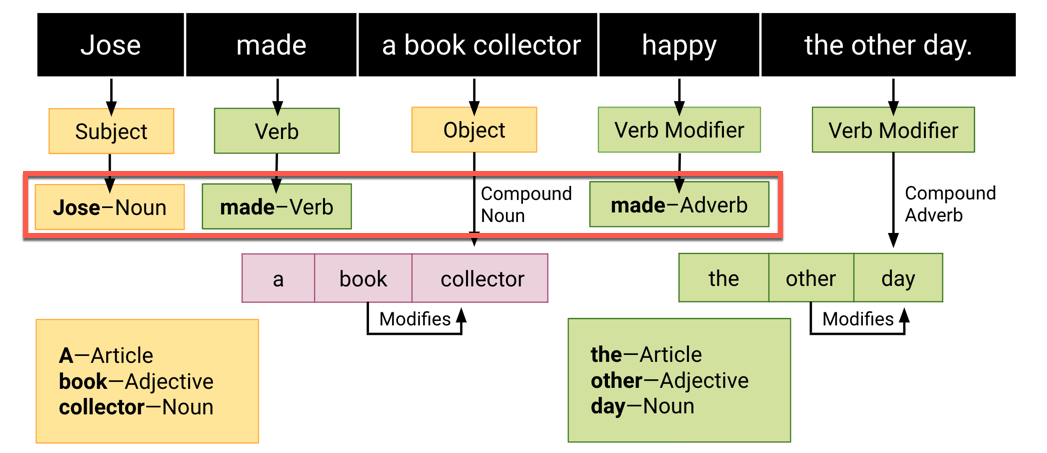 Jose made a book collector happy the other day.
Subject Verb Object Verb Modifier Verb Modifier
Jose–Noun made–Verb Compound Noun made–Adverb Compound Adverb
a book collector the other day
Modifies Modifies
A—Article
book—Adjective
collector—Noun
the—Article
other—Adjective
day—Noun